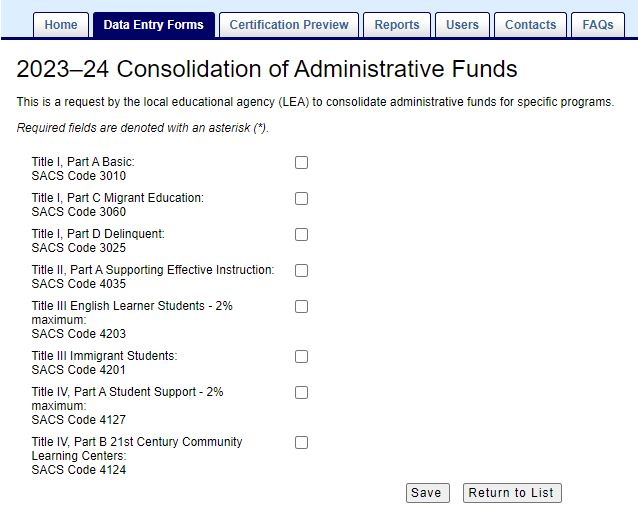 Home Data Entry Forms Certification Preview Reports Users Contacts FAQs
2023–24 Consolidation of Administrative Funds
This is a request by the local educational agency (LEA) to consolidate administrative funds for specific programs.
Required fields are denoted with an asterisk (*).
Title I, Part A Basic:
SACS Code 3010
Title I, Part C Migrant Education:
SACS Code 3060
Title I, Part D Delinquent:
SACS Code 3025
Title II, Part A Supporting Effective Instruction:
SACS Code 4035
Title III English Learner Students - 2%
maximum:
SACS Code 4203
Title III Immigrant Students:
SACS Code 4201
Title IV, Part A Student Support - 2%
maximum:
SACS Code 4127
Title IV, Part B 21st Century Community
Learning Centers:
SACS Code 4124
Save Return to List